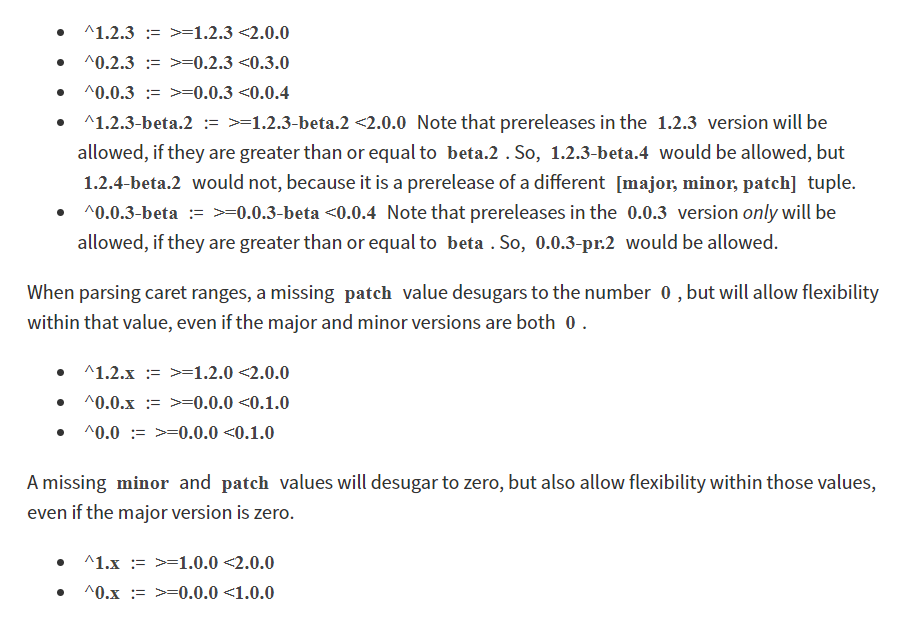 • ^1.2.3 := >=1.2.3 <2.0.0
• ^0.2.3 := >=0.2.3 <0.3.0
• ^0.0.3 := >=0.0.3 <0.0.4
• ^1.2.3-beta.2 := >=1.2.3-beta.2 <2.0.0 Note that prereleases in the 1.2.3 version will be
allowed, if they are greater than or equal to beta.2 . So, 1.2.3-beta.4 would be allowed, but
1.2.4-beta.2 would not, because it is a prerelease of a different [major, minor, patch] tuple.
• ^0.0.3-beta := >=0.0.3-beta <0.0.4 Note that prereleases in the 0.0.3 version only will be
allowed, if they are greater than or equal to beta . So, 0.0.3-pr.2 would be allowed.
When parsing caret ranges, a missing patch value desugars to the number 0 , but will allow flexibility
within that value, even if the major and minor versions are both 0 .
• ^1.2.x := >=1.2.0 <2.0.0
• ^0.0.x := >=0.0.0 <0.1.0
• ^0.0 := >=0.0.0 <0.1.0
A missing minor and patch values will desugar to zero, but also allow flexibility within those values,
even if the major version is zero.
• ^1.x := >=1.0.0 <2.0.0
• ^0.x := >=0.0.0 <1.0.0